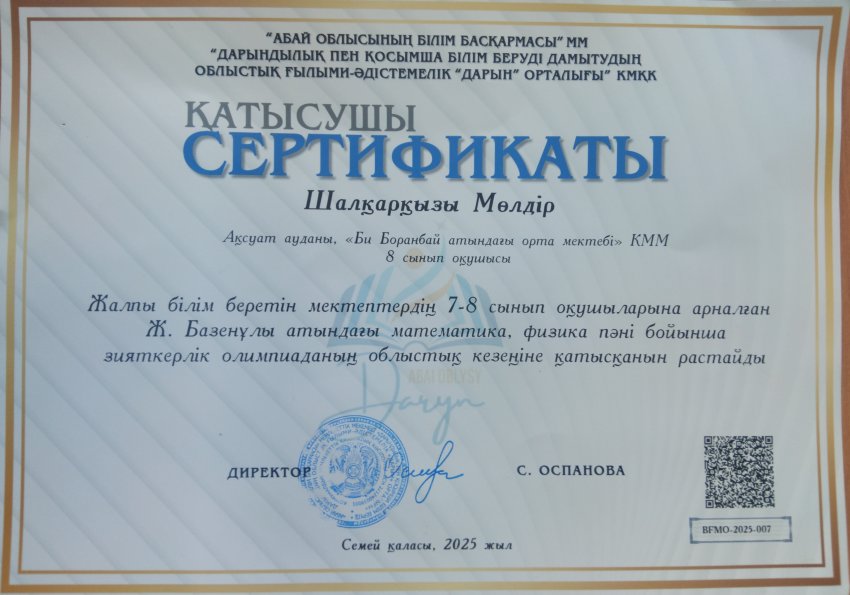 "АБАЙ ОБЛЫСЫНЫҢ БІЛІМ БАСҚАРМАСЫ" ММ
"ДАРЫНДЫЛЫҚ ПЕН ҚОСЫМША БІЛІМ БЕРУДІ ДАМЫТУДЫҢ
ОБЛЫСТЫҚ ҒЫЛЫМИ-ӘДІСТЕМЕЛІК "ДАРЫН" ОРТАЛЫҒЫ" КМҚК
ҚАТЫСУШЫ
СЕРТИФИКАТЫ
Шалқарқызы Мөлдір
Ақсуат ауданы, «Би Боранбай атындағы орта мектебі» КММ
8 сынып оқушысы
Жалпы білім беретін мектептердің 7-8 сынып оқушыларына арналған
Ж. Базенұлы атындағы математика, физика пәні бойынша
зияткерлік олимпиаданың облыстық кезеңіне қатысқанын растайды
ABAI OBLYSY
Daryn
ДИРЕКТОР
С. ОСПАНОВА
BFMO-2025-007
Семей қаласы, 2025 жыл